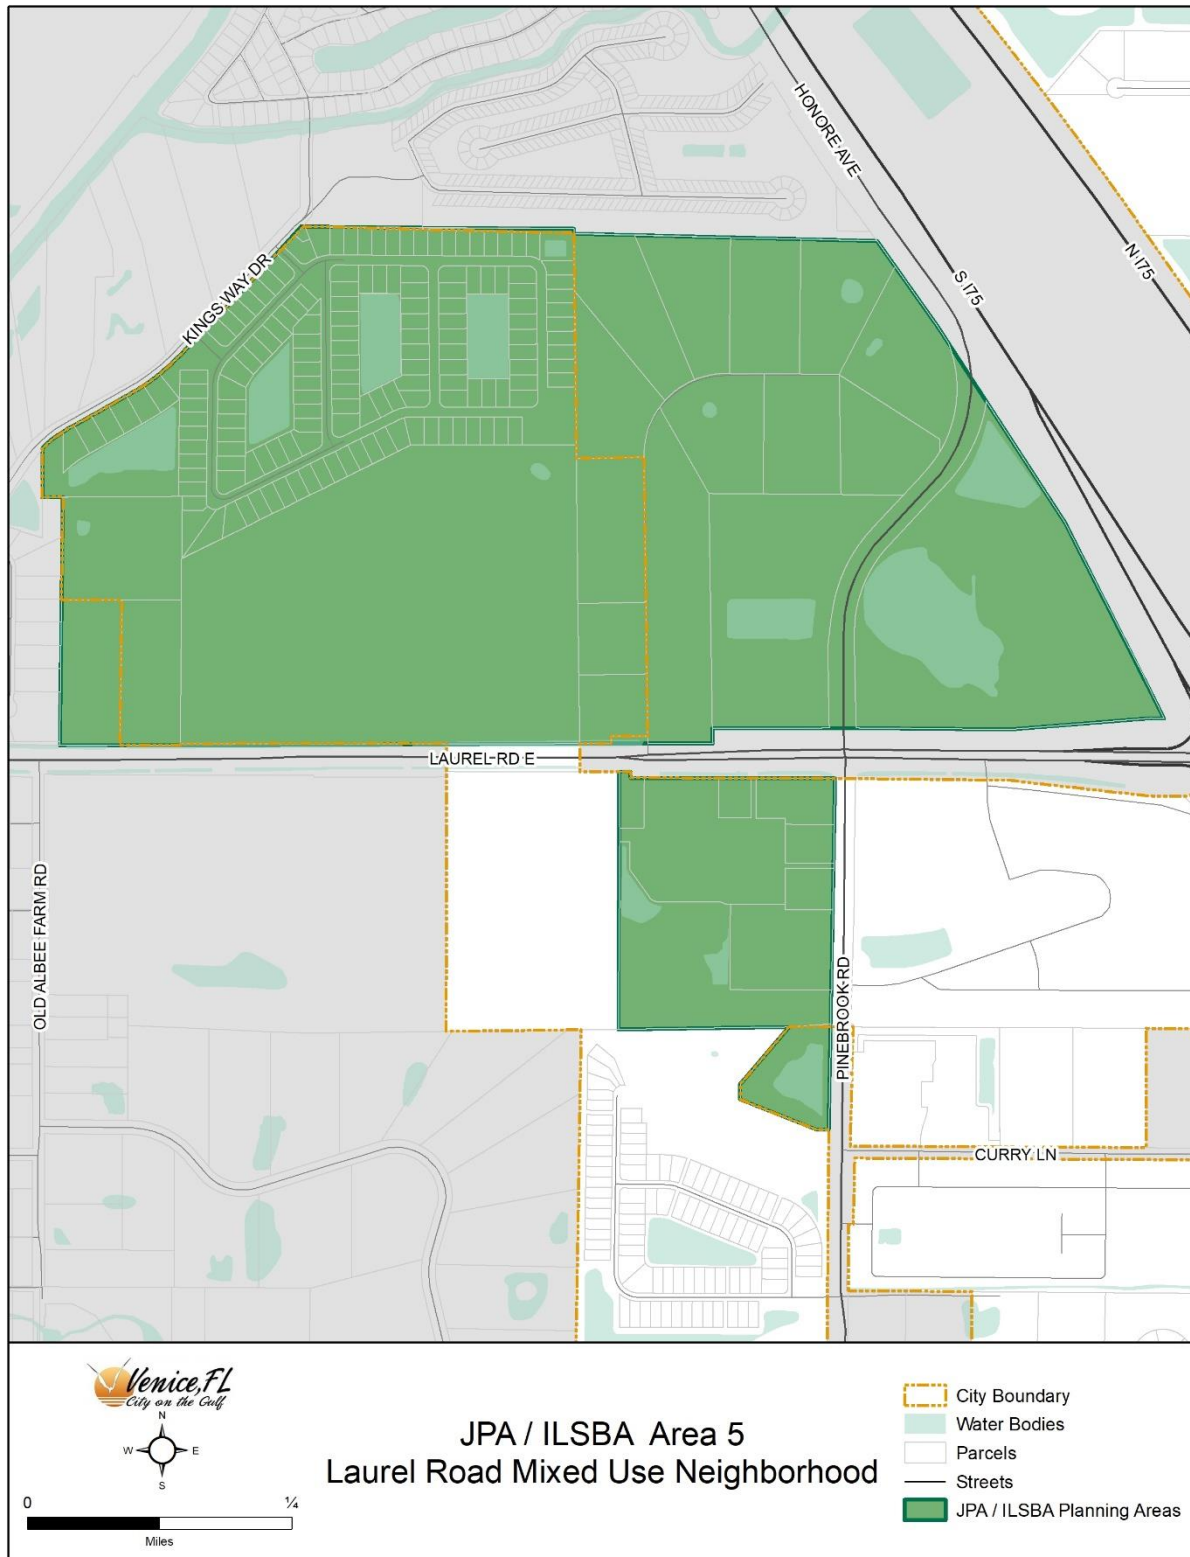 HONORE AVE
N I75
S I75
KINGS WAY DR
LAUREL RD E
OLD ALBEE FARM RD
PINEBROOK RD
CURRY LN
Venice, FL
City on the Gulf
N
W E
S
0 ¼
Miles
JPA / ILSBA Area 5
Laurel Road Mixed Use Neighborhood
City Boundary
Water Bodies
Parcels
Streets
JPA / ILSBA Planning Areas